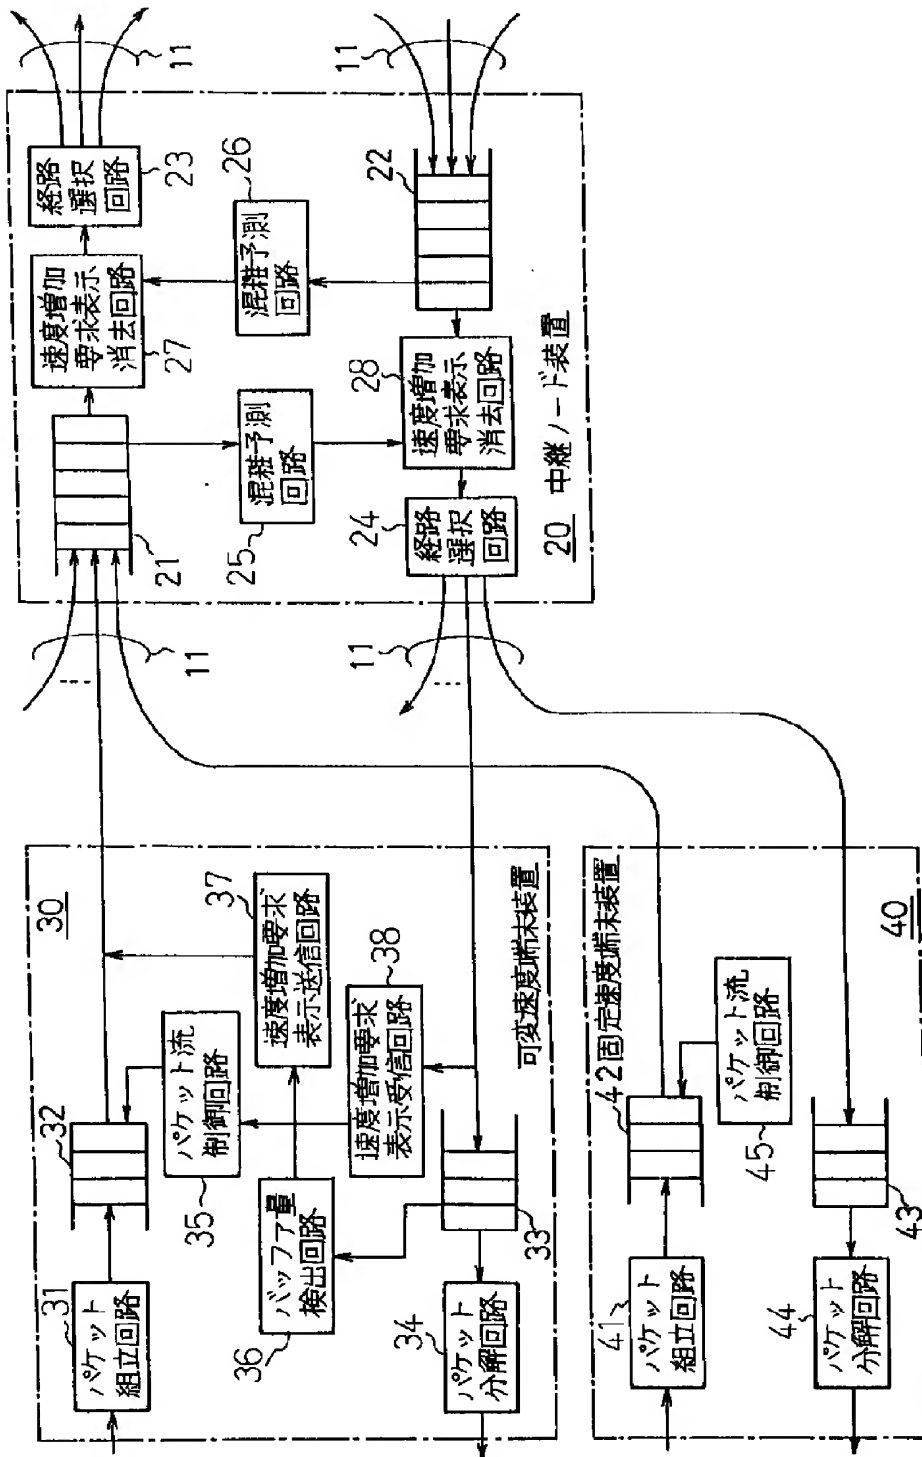 30
31
パケット
組立回路
32
35
パケット流
制御回路
36
バッファ量
検出回路
37
速度増加要求
表示送信回路
38
速度増加要求
表示受信回路
33
34
パケット
分解回路
可変速度端末装置
11
11
21
速度増加
要求表示
消去回路
27
経路
選択
回路
23
11
25
混雑予測
回路
混雑予測
回路
26
24
経路
選択
回路
28
速度増加
要求表示
消去回路
22
11
20 中継ノード装置
41
パケット
組立回路
42 固定速度端末装置
45
パケット流
制御回路
43
44
パケット
分解回路
40